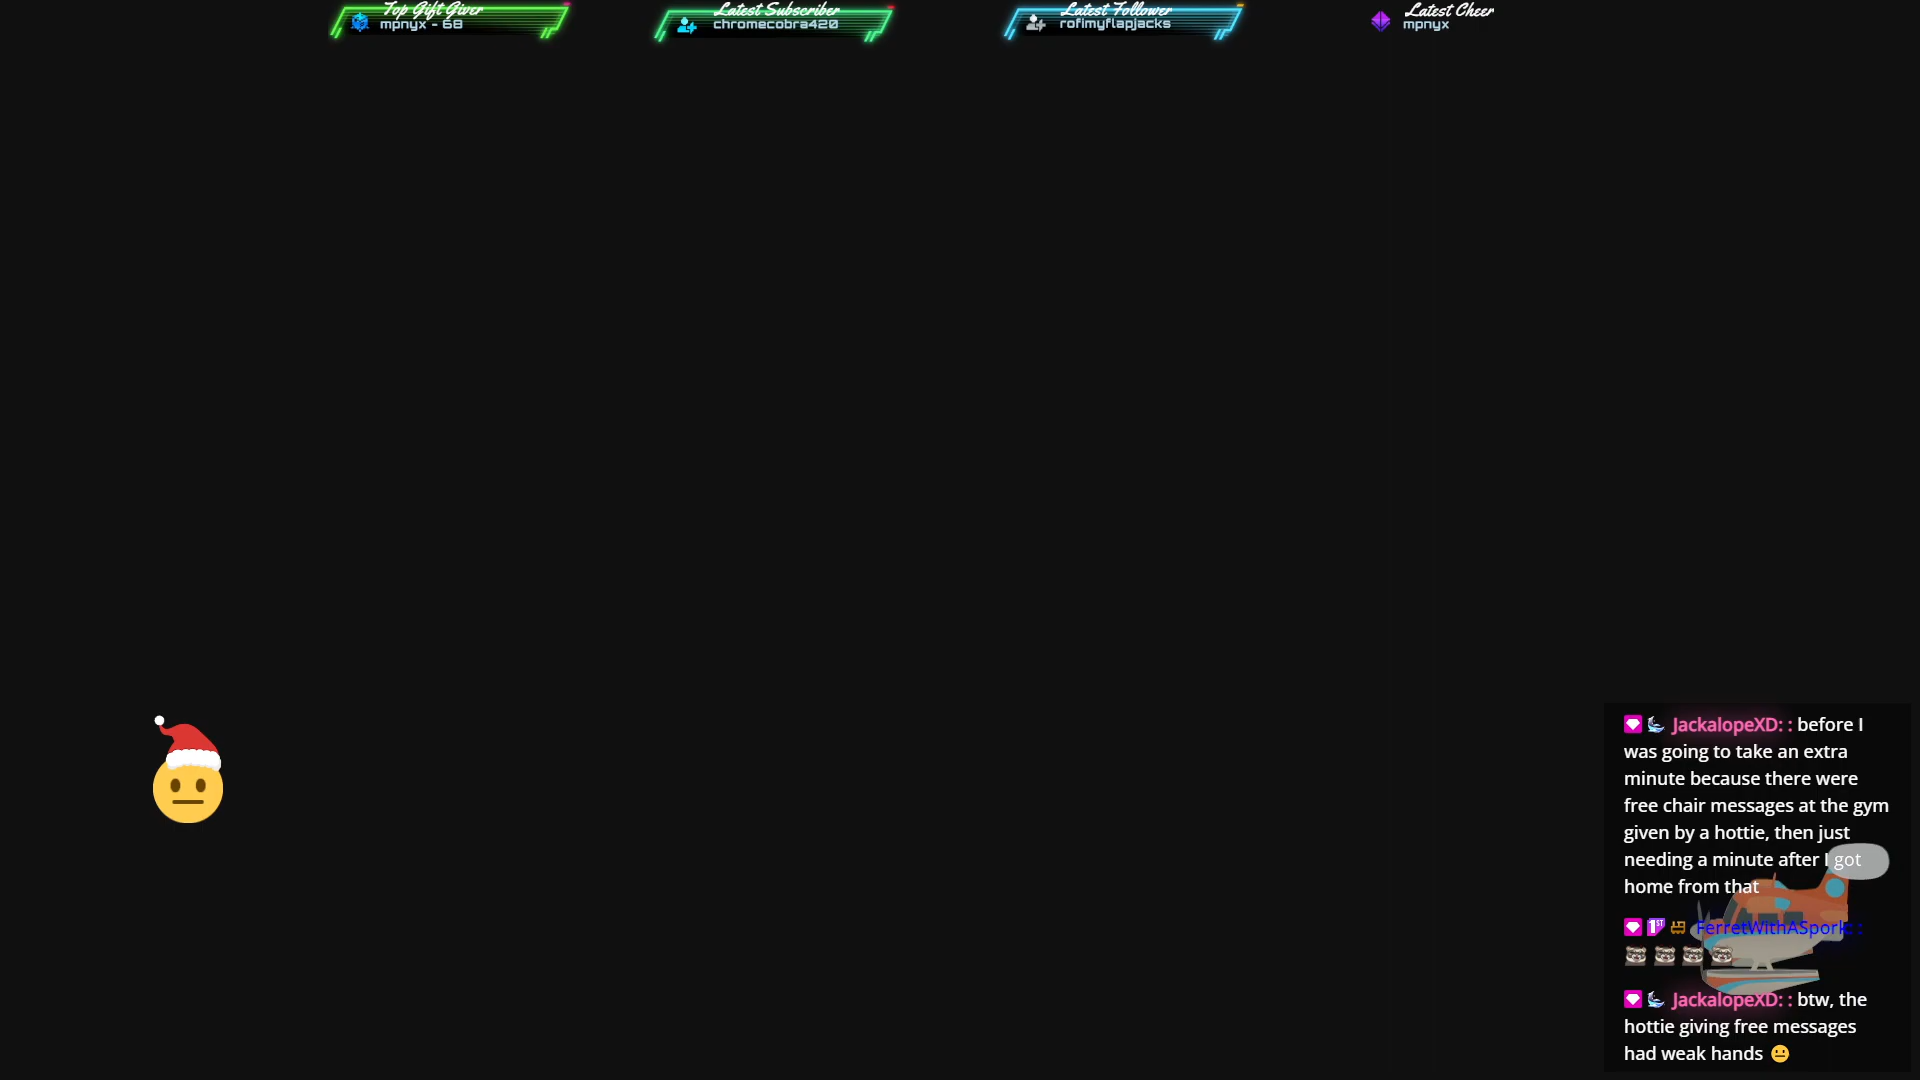 Top Gift Giver
mpnyx - 68
Latest Subscriber
chromecobra420
Latest Follower
roflmyflapjacks
Latest Cheer
mpnyx
JackalopeXD: : before I
was going to take an extra
minute because there were
free chair messages at the gym
given by a hottie, then just
needing a minute after I got
home from that
1ST FerretWithASpork: :
JackalopeXD: : btw, the
hottie giving free messages
had weak hands 😐